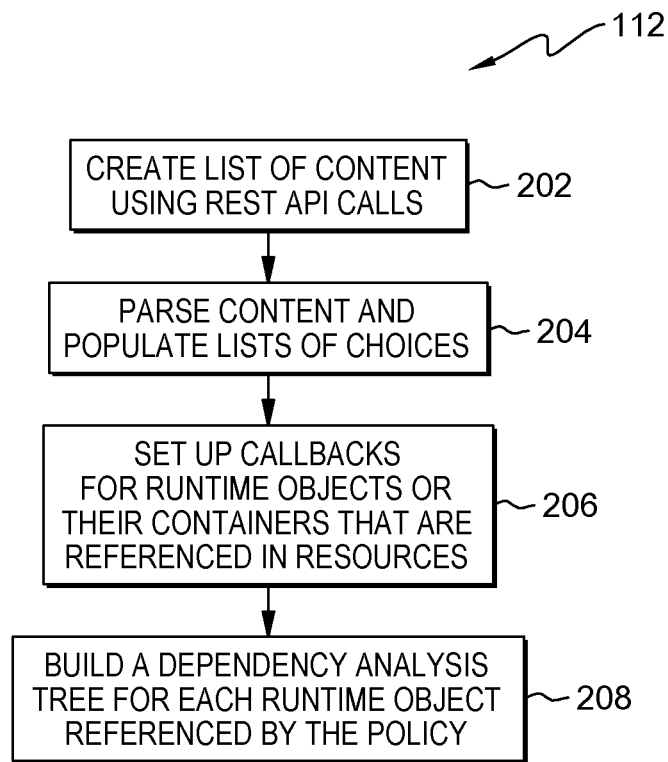 112
CREATE LIST OF CONTENT
USING REST API CALLS
202
PARSE CONTENT AND
POPULATE LISTS OF CHOICES
204
SET UP CALLBACKS
FOR RUNTIME OBJECTS OR
THEIR CONTAINERS THAT ARE
REFERENCED IN RESOURCES
206
BUILD A DEPENDENCY ANALYSIS
TREE FOR EACH RUNTIME OBJECT
REFERENCED BY THE POLICY
208